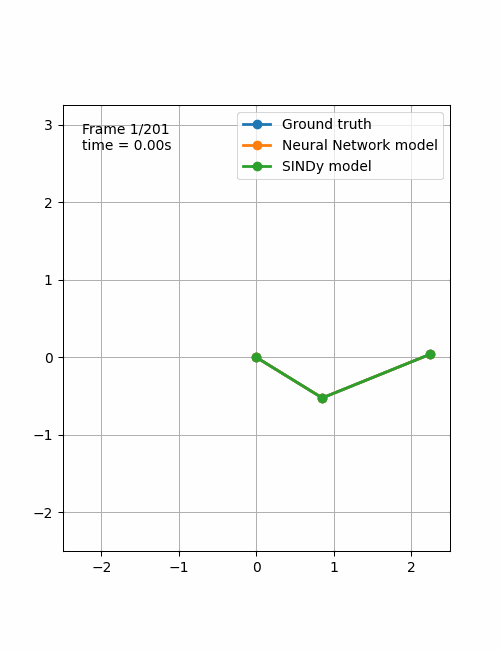 Frame 1/201
time = 0.00s
Ground truth
Neural Network model
SINDy model
3
2
1
0
−1
−2
−2
−1
0
1
2